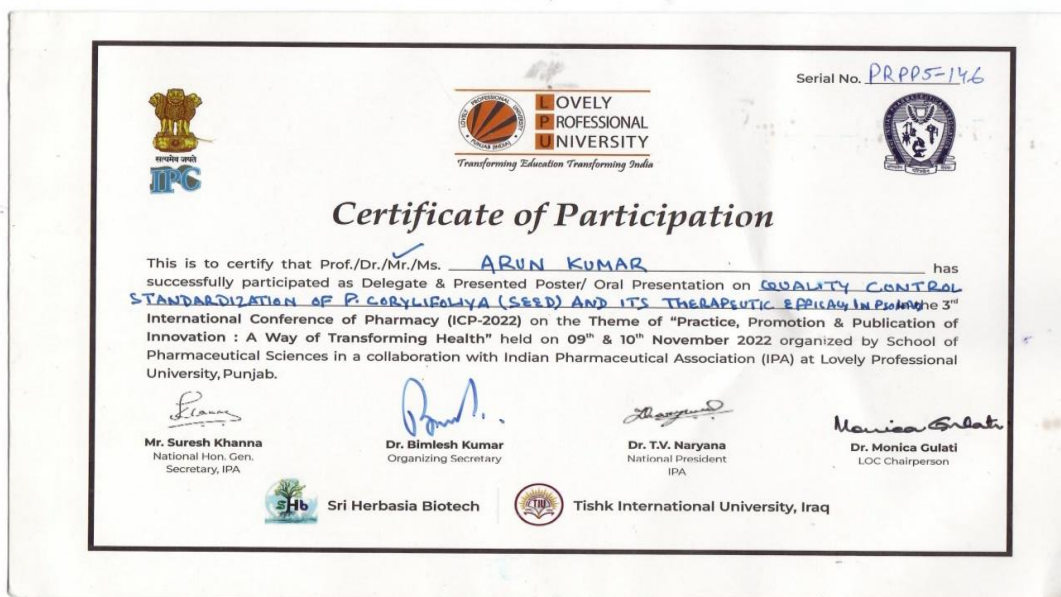 Serial No. PRPP5-146
सत्यमेव जयते
IPC
LOVELY PROFESSIONAL UNIVERSITY
LOVELY
PROFESSIONAL
UNIVERSITY
PUNJAB (INDIA)
Transforming Education Transforming India
Certificate of Participation
This is to certify that Prof./Dr./Mr./Ms. ARUN KUMAR has
successfully participated as Delegate & Presented Poster/ Oral Presentation on QUALITY CONTROL
STANDARDIZATION OF P. CORYLIFOLIYA (SEED) AND ITS THERAPEUTIC EFFICACY IN the 3rd
International Conference of Pharmacy (ICP-2022) on the Theme of "Practice, Promotion & Publication of
Innovation : A Way of Transforming Health" held on 09th & 10th November 2022 organized by School of
Pharmaceutical Sciences in a collaboration with Indian Pharmaceutical Association (IPA) at Lovely Professional
University, Punjab.
Monica Gulati
Mr. Suresh Khanna
National Hon. Gen.
Secretary, IPA
Dr. Bimlesh Kumar
Organizing Secretary
Dr. T.V. Naryana
National President
IPA
Dr. Monica Gulati
LOC Chairperson
SHb
Sri Herbasia Biotech
TIU
Tishk International University, Iraq